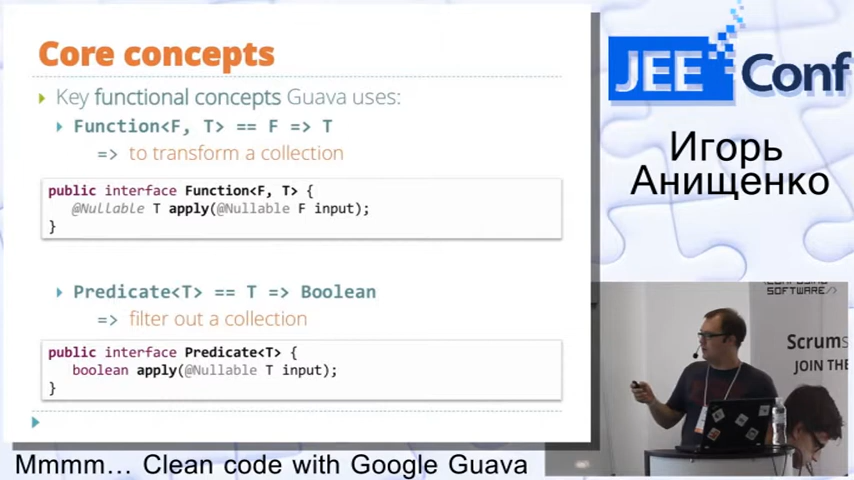 Core concepts
Key functional concepts Guava uses:
Function<F, T> == F => T
=> to transform a collection
public interface Function<F, T> {
@Nullable T apply(@Nullable F input);
}
Predicate<T> == T => Boolean
=> filter out a collection
public interface Predicate<T> {
boolean apply(@Nullable T input);
}
JEE Conf
Игорь
Анищенко
SOFTWARE
Scrums
JOIN THE
Mmmm... Clean code with Google Guava